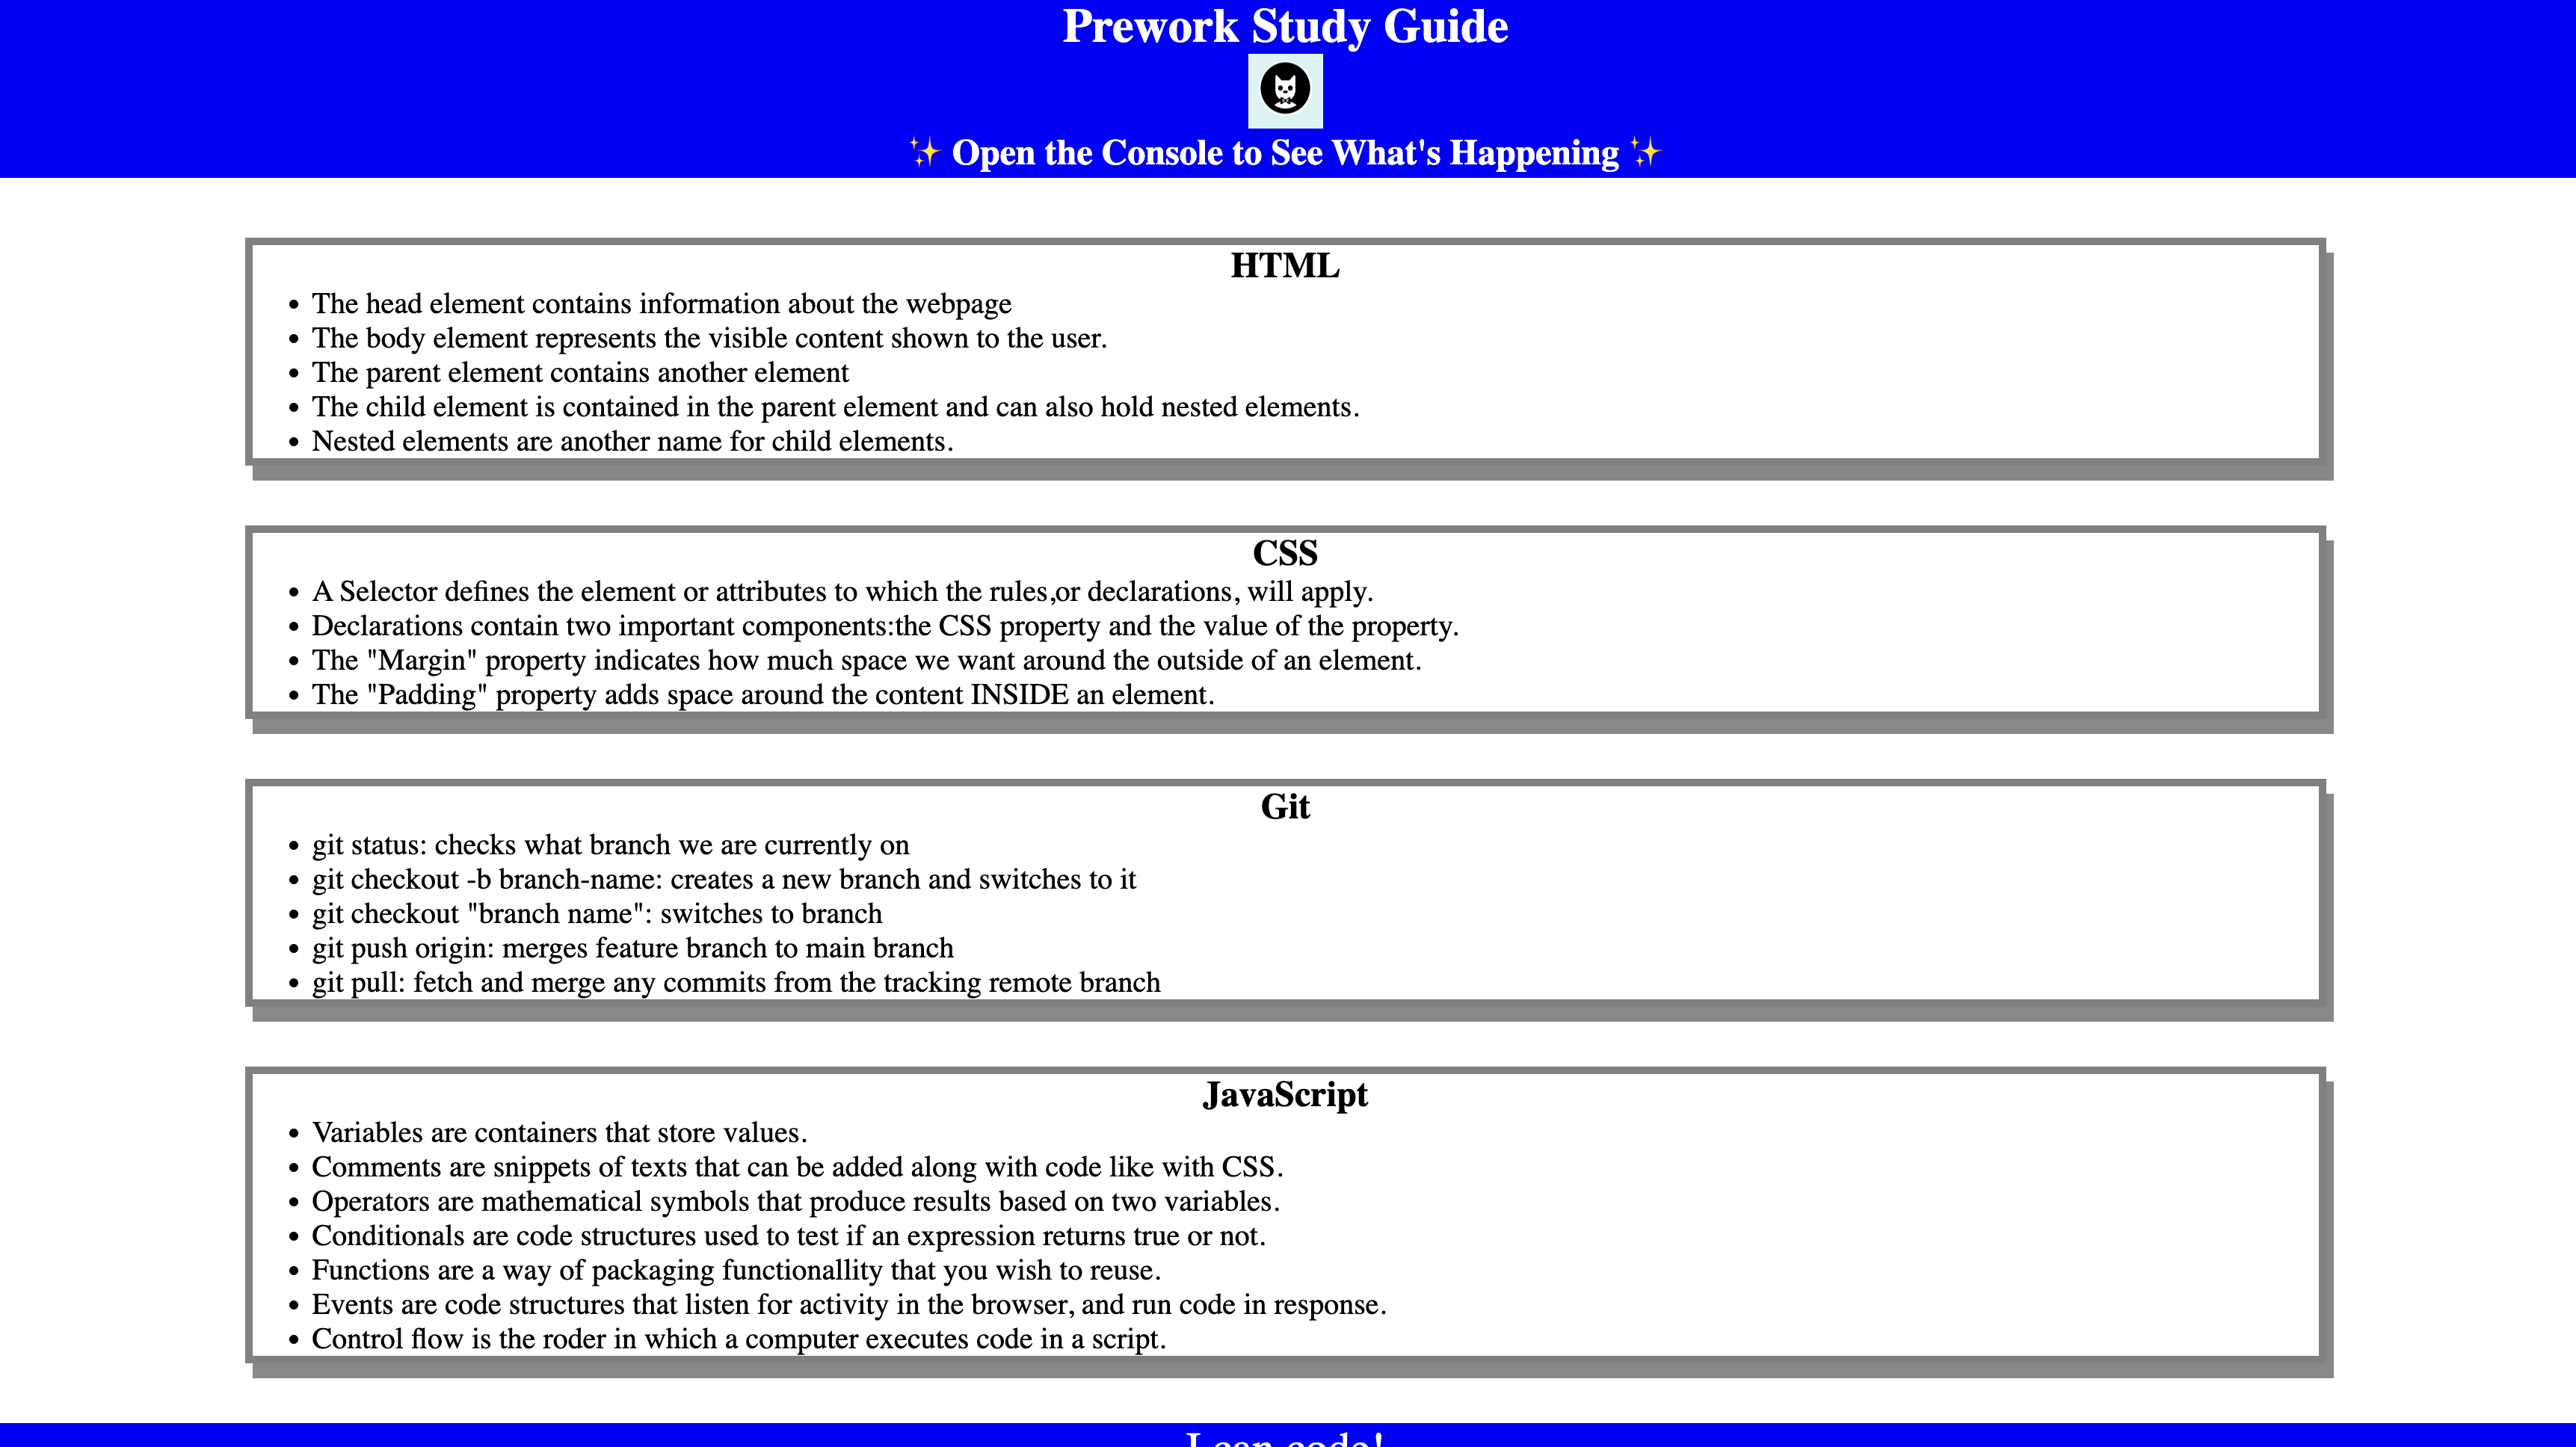 Prework Study Guide
✨ Open the Console to See What's Happening ✨
HTML
• The head element contains information about the webpage
• The body element represents the visible content shown to the user.
• The parent element contains another element
• The child element is contained in the parent element and can also hold nested elements.
• Nested elements are another name for child elements.
CSS
• A Selector defines the element or attributes to which the rules,or declarations, will apply.
• Declarations contain two important components:the CSS property and the value of the property.
• The "Margin" property indicates how much space we want around the outside of an element.
• The "Padding" property adds space around the content INSIDE an element.
Git
• git status: checks what branch we are currently on
• git checkout -b branch-name: creates a new branch and switches to it
• git checkout "branch name": switches to branch
• git push origin: merges feature branch to main branch
• git pull: fetch and merge any commits from the tracking remote branch
JavaScript
• Variables are containers that store values.
• Comments are snippets of texts that can be added along with code like with CSS.
• Operators are mathematical symbols that produce results based on two variables.
• Conditionals are code structures used to test if an expression returns true or not.
• Functions are a way of packaging functionallity that you wish to reuse.
• Events are code structures that listen for activity in the browser, and run code in response.
• Control flow is the roder in which a computer executes code in a script.
I can code!